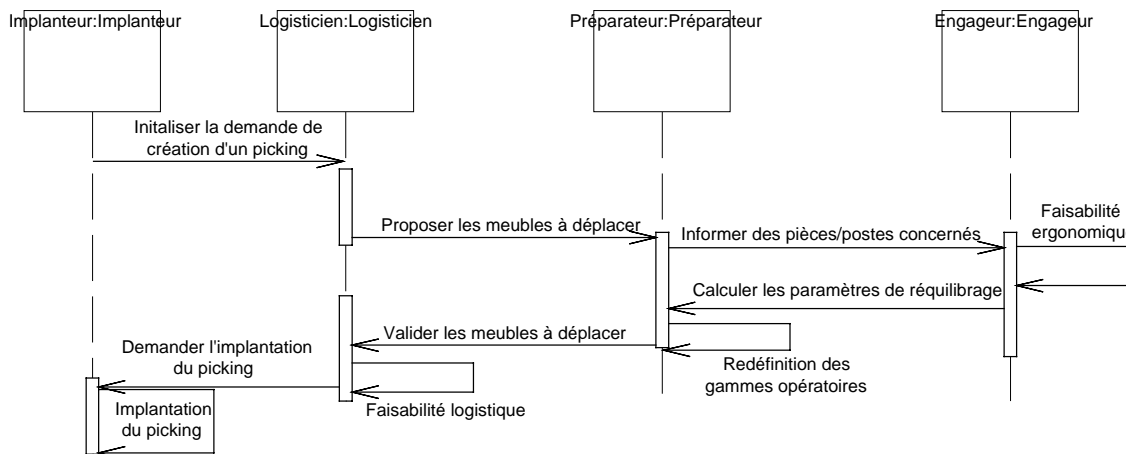 Implanteur:Implanteur
Logisticien:Logisticien
Préparateur:Préparateur
Engageur:Engageur
Initaliser la demande de
création d'un picking
Proposer les meubles à déplacer
Informer des pièces/postes concernés
Faisabilité
ergonomique
Calculer les paramètres de réquilibrage
Valider les meubles à déplacer
Redéfinition des
gammes opératoires
Demander l'implantation
du picking
Faisabilité logistique
Implantation
du picking